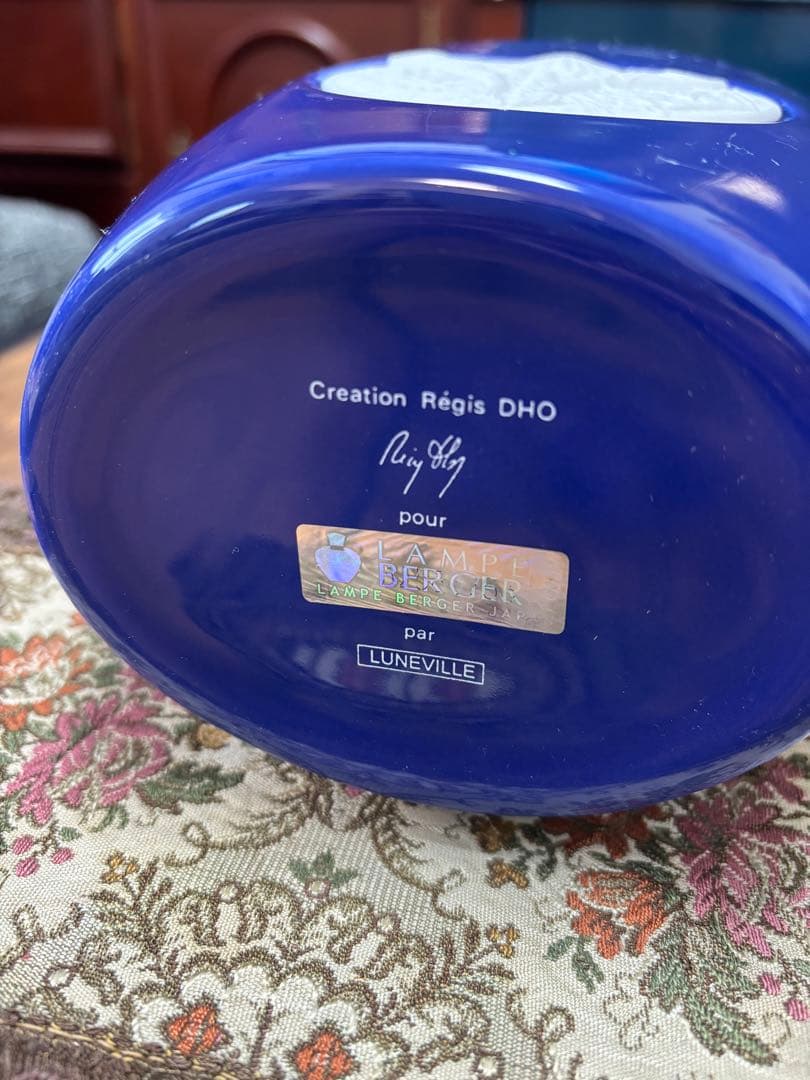 Creation Régis DHO
pour
LAMPE
BERGER
LAMPE BERGER JAP
par
LUNEVILLE